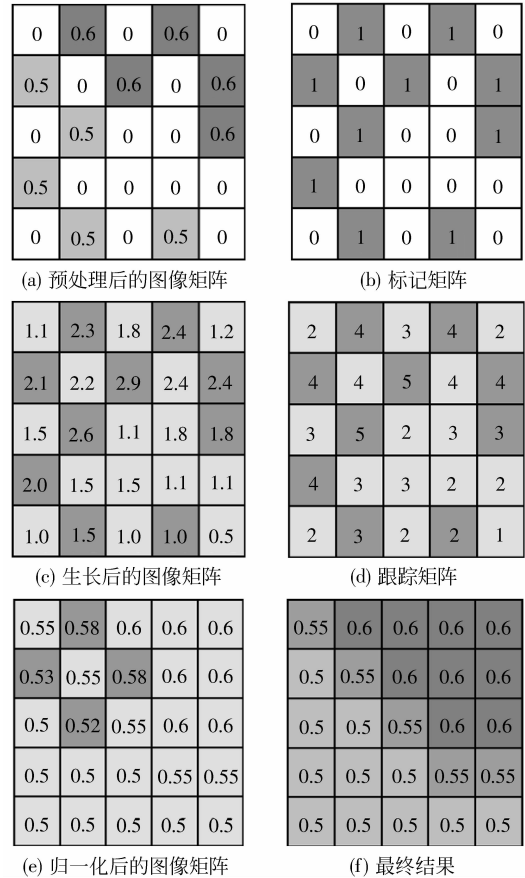 0 0.6 0 0.6 0
0.5 0 0.6 0 0.6
0 0.5 0 0 0.6
0.5 0 0 0 0
0 0.5 0 0.5 0
(a) 预处理后的图像矩阵
0 1 0 1 0
1 0 1 0 1
0 1 0 0 1
1 0 0 0 0
0 1 0 1 0
(b) 标记矩阵
1.1 2.3 1.8 2.4 1.2
2.1 2.2 2.9 2.4 2.4
1.5 2.6 1.1 1.8 1.8
2.0 1.5 1.5 1.1 1.1
1.0 1.5 1.0 1.0 0.5
(c) 生长后的图像矩阵
2 4 3 4 2
4 4 5 4 4
3 5 2 3 3
4 3 3 2 2
2 3 2 2 1
(d) 跟踪矩阵
0.55 0.58 0.6 0.6 0.6
0.53 0.55 0.58 0.6 0.6
0.5 0.52 0.55 0.6 0.6
0.5 0.5 0.5 0.55 0.55
0.5 0.5 0.5 0.5 0.5
(e) 归一化后的图像矩阵
0.55 0.6 0.6 0.6 0.6
0.5 0.55 0.6 0.6 0.6
0.5 0.5 0.55 0.6 0.6
0.5 0.5 0.5 0.55 0.55
0.5 0.5 0.5 0.5 0.5
(f) 最终结果